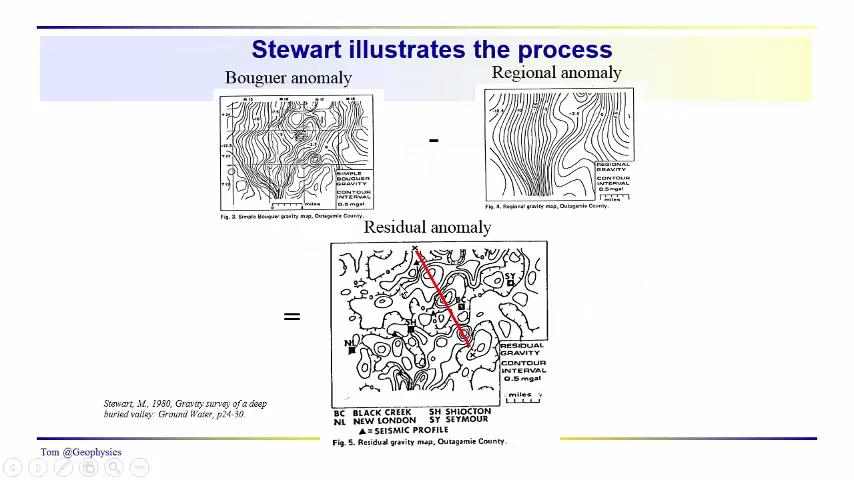 Stewart illustrates the process
Bouguer anomaly
Regional anomaly
SIMPLE
BOUGUER
GRAVITY
CONTOUR
INTERVAL
0.5 mgal
miles
Fig. 3. Simple Bouguer gravity map, Outagamie County.
-
REGIONAL
GRAVITY
CONTOUR
INTERVAL
0.5 mgal
miles
Fig. 4. Regional gravity map, Outagamie County.
Residual anomaly
=
SY
BC
SH
NL
RESIDUAL
GRAVITY
CONTOUR
INTERVAL
0.5 mgal
miles
BC BLACK CREEK SH SHIOCTON
NL NEW LONDON SY SEYMOUR
▲ = SEISMIC PROFILE
Fig. 5. Residual gravity map, Outagamie County.
Stewart, M., 1980, Gravity survey of a deep
buried valley: Ground Water, p24-30.
Tom @Geophysics